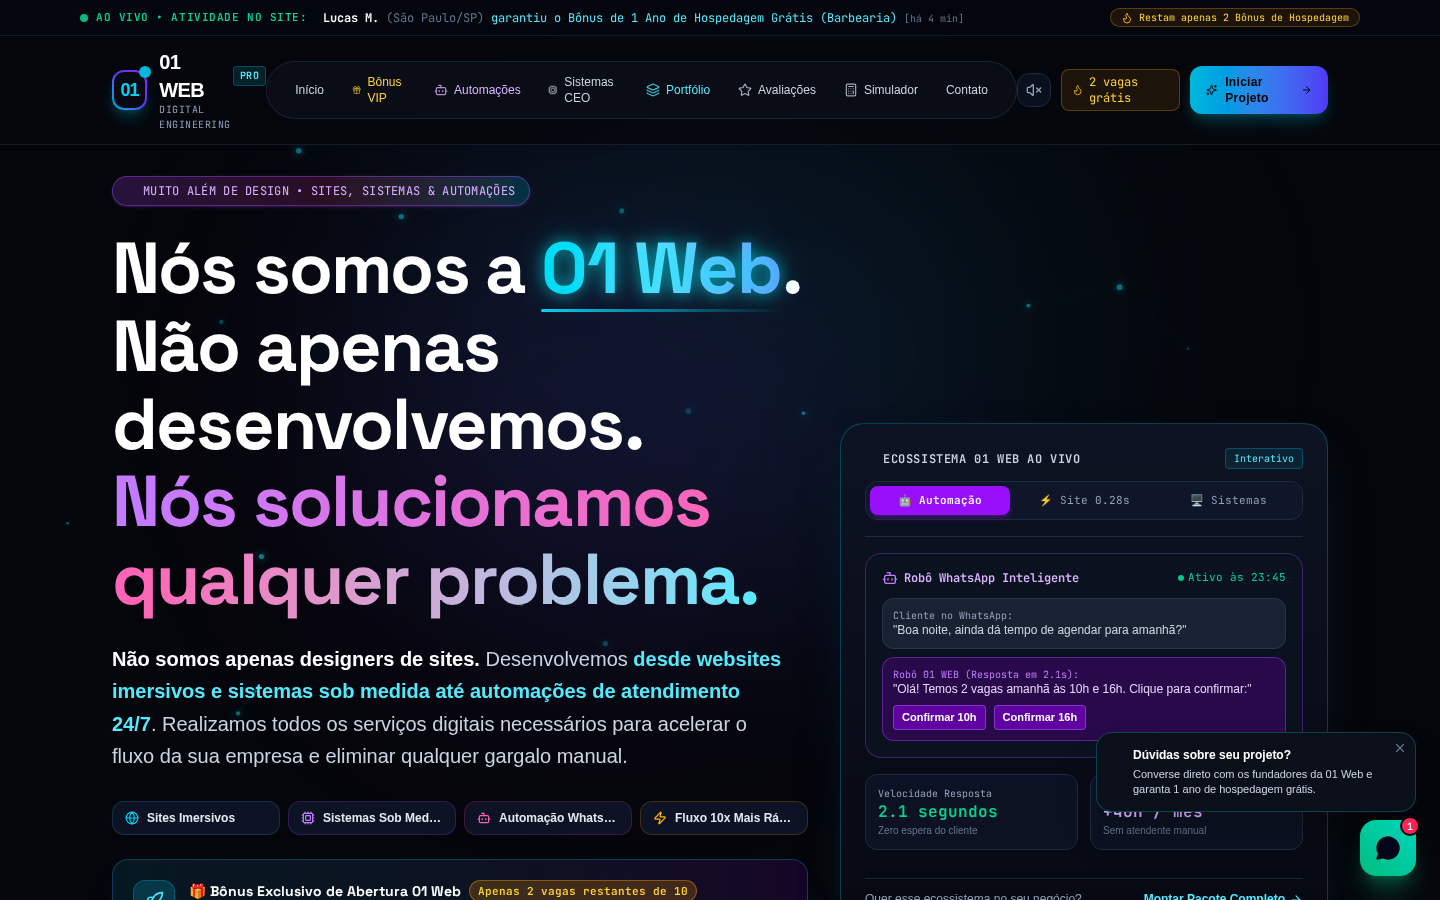 AO VIVO • ATIVIDADE NO SITE: Lucas M. (São Paulo/SP) garantiu o Bônus de 1 Ano de Hospedagem Grátis (Barbearia) [há 4 min]
Restam apenas 2 Bônus de Hospedagem
01
01 WEB
PRO
DIGITAL ENGINEERING
Início
Bônus VIP
Automações
Sistemas CEO
Portfólio
Avaliações
Simulador
Contato
2 vagas grátis
Iniciar Projeto
MUITO ALÉM DE DESIGN • SITES, SISTEMAS & AUTOMAÇÕES
Nós somos a 01 Web.
Não apenas
desenvolvemos.
Nós solucionamos
qualquer problema.
Não somos apenas designers de sites. Desenvolvemos desde websites
imersivos e sistemas sob medida até automações de atendimento
24/7. Realizamos todos os serviços digitais necessários para acelerar o
fluxo da sua empresa e eliminar qualquer gargalo manual.
Sites Imersivos
Sistemas Sob Med...
Automação Whats...
Fluxo 10x Mais Rá...
🎁 Bônus Exclusivo de Abertura 01 Web
Apenas 2 vagas restantes de 10
ECOSSISTEMA 01 WEB AO VIVO
Interativo
🤖 Automação
⚡ Site 0.28s
🖥️ Sistemas
Robô WhatsApp Inteligente
Ativo às 23:45
Cliente no WhatsApp:
"Boa noite, ainda dá tempo de agendar para amanhã?"
Robô 01 WEB (Resposta em 2.1s):
"Olá! Temos 2 vagas amanhã às 10h e 16h. Clique para confirmar:"
Confirmar 10h
Confirmar 16h
Velocidade Resposta
2.1 segundos
Zero espera do cliente
+40h / mês
Sem atendente manual
Quer esse ecossistema no seu negócio?
Montar Pacote Completo →
Dúvidas sobre seu projeto?
Converse direto com os fundadores da 01 Web e
garanta 1 ano de hospedagem grátis.
1